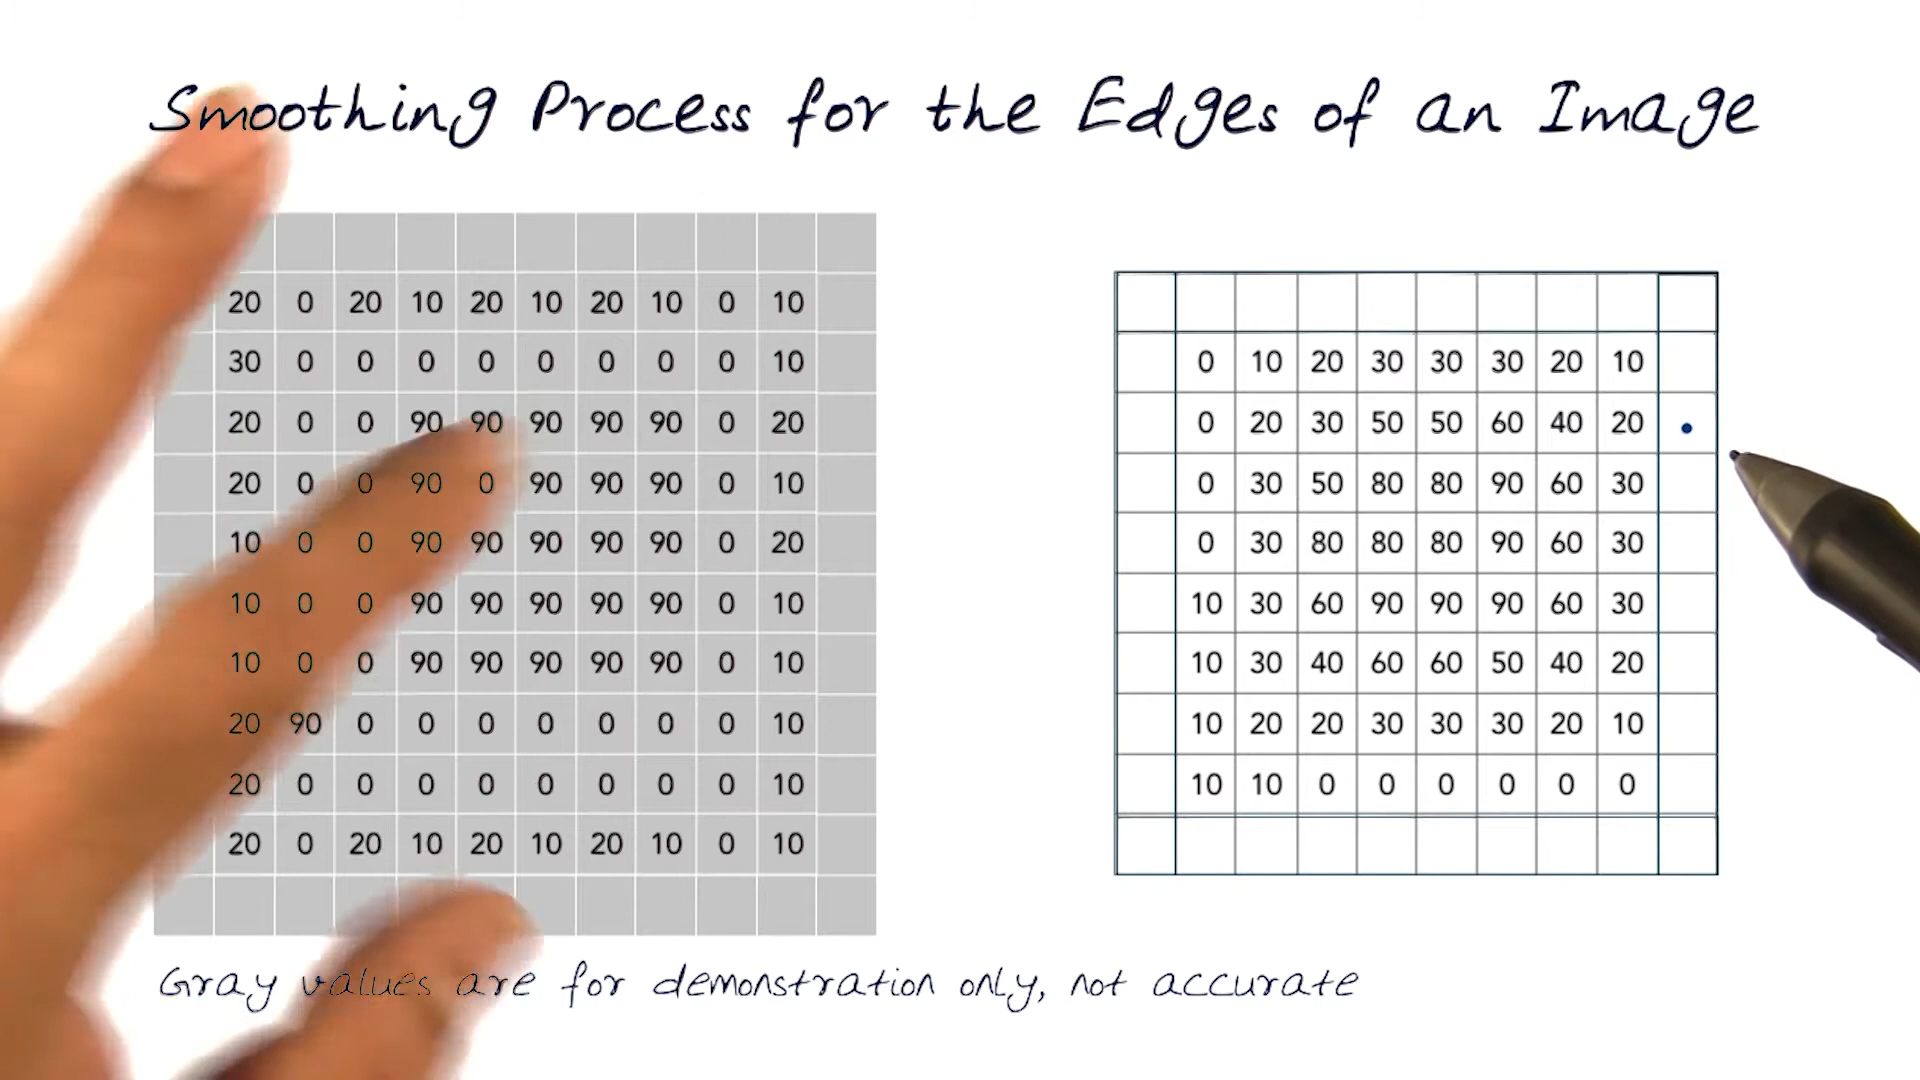 Smoothing Process for the Edges of an Image
20 0 20 10 20 10 20 10 0 10
30 0 0 0 0 0 0 0 0 10
20 0 0 90 90 90 90 90 0 20
20 0 0 90 0 90 90 90 0 10
10 0 0 90 90 90 90 90 0 20
10 0 0 90 90 90 90 90 0 10
10 0 0 90 90 90 90 90 0 10
20 90 0 0 0 0 0 0 0 10
20 0 0 0 0 0 0 0 0 10
20 0 20 10 20 10 20 10 0 10
0 10 20 30 30 30 20 10
0 20 30 50 50 60 40 20
0 30 50 80 80 90 60 30
0 30 80 80 80 90 60 30
10 30 60 90 90 90 60 30
10 30 40 60 60 50 40 20
10 20 20 30 30 30 20 10
10 10 0 0 0 0 0 0
Gray values are for demonstration only, not accurate